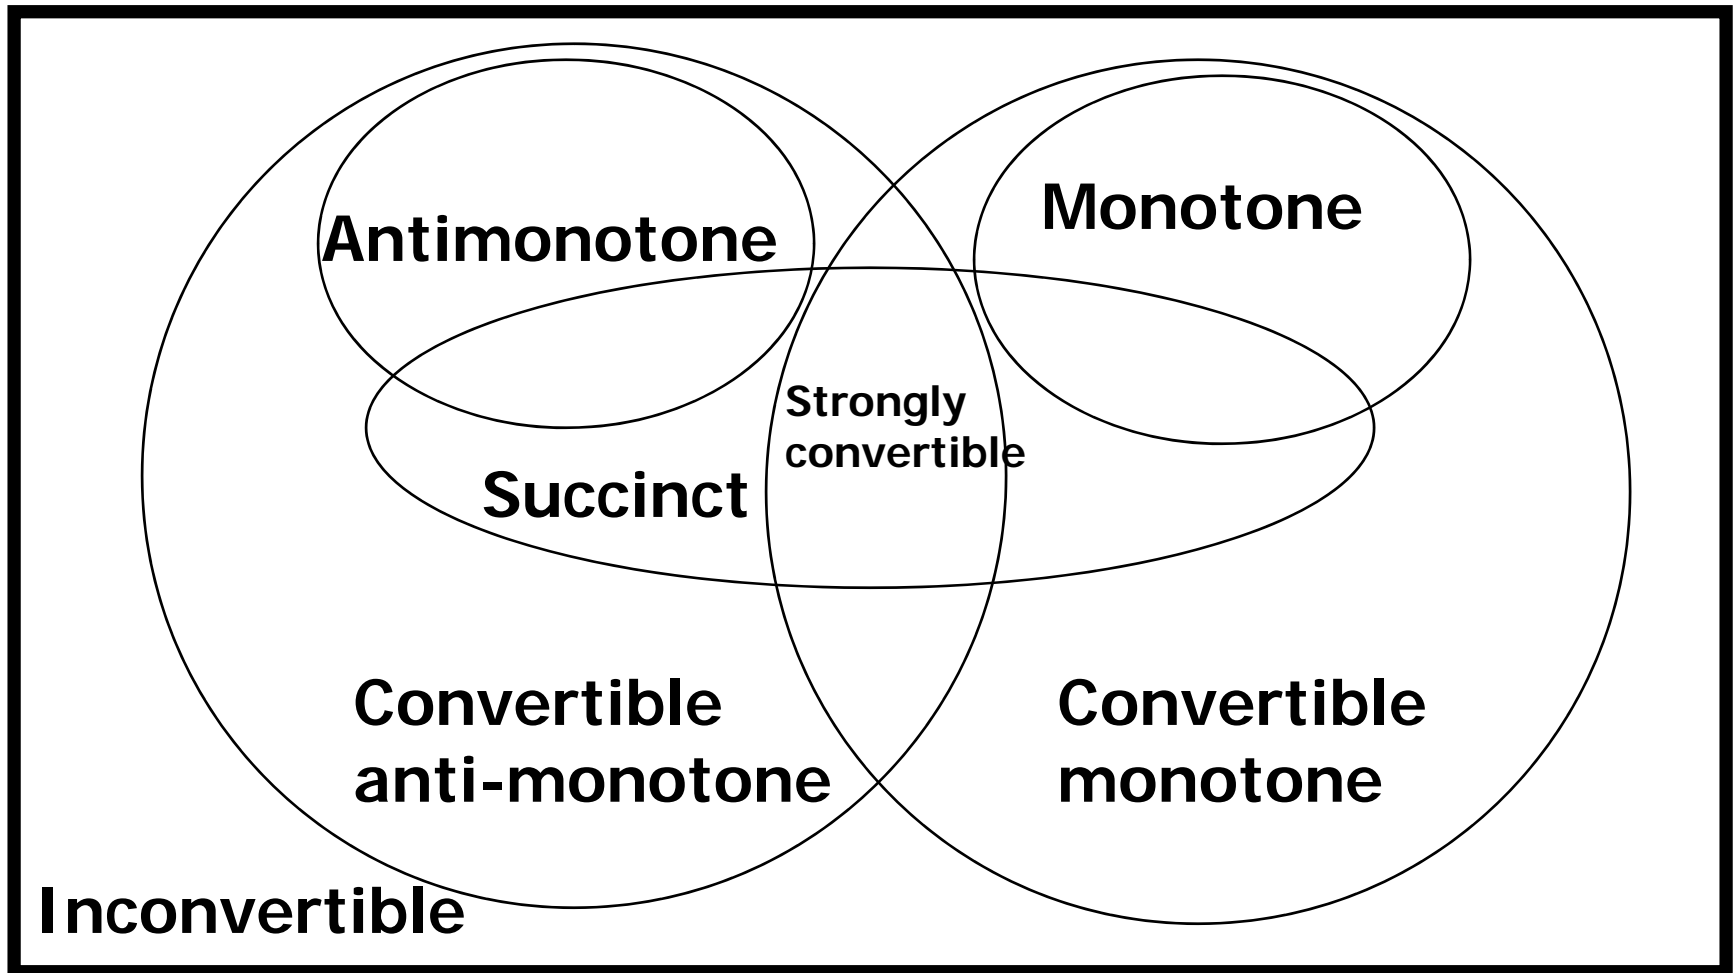 Antimonotone
Monotone
Strongly
convertible
Succinct
Convertible
anti-monotone
Convertible
monotone
Inconvertible